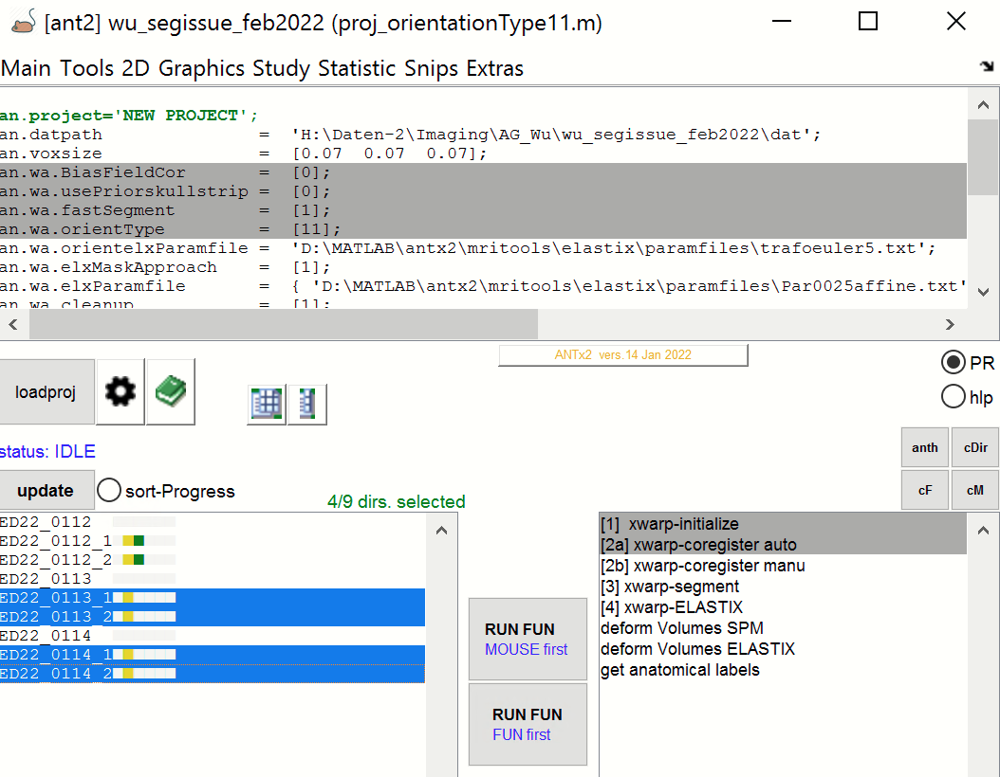 [ant2] wu_segissue_feb2022 (proj_orientationType11.m)
Main Tools 2D Graphics Study Statistic Snips Extras
an.project='NEW PROJECT';
an.datpath = 'H:\Daten-2\Imaging\AG_Wu\wu_segissue_feb2022\dat';
an.voxsize = [0.07 0.07 0.07];
an.wa.BiasFieldCor = [0];
an.wa.usePriorskullstrip = [0];
an.wa.fastSegment = [1];
an.wa.orientType = [11];
an.wa.orientelxParamfile = 'D:\MATLAB\antx2\mritools\elastix\paramfiles\trafoeuler5.txt';
an.wa.elxMaskApproach = [1];
an.wa.elxParamfile = { 'D:\MATLAB\antx2\mritools\elastix\paramfiles\Par0025affine.txt'
an.wa.cleanup = [1];
ANTx2 vers.14 Jan 2022
PR
loadproj
hlp
status: IDLE
anth cDir
update sort-Progress
cF cM
4/9 dirs. selected
ED22_0112
ED22_0112_1
ED22_0112_2
ED22_0113
ED22_0113_1
ED22_0113_2
ED22_0114
ED22_0114_1
ED22_0114_2
RUN FUN
MOUSE first
RUN FUN
FUN first
[1] xwarp-initialize
[2a] xwarp-coregister auto
[2b] xwarp-coregister manu
[3] xwarp-segment
[4] xwarp-ELASTIX
deform Volumes SPM
deform Volumes ELASTIX
get anatomical labels